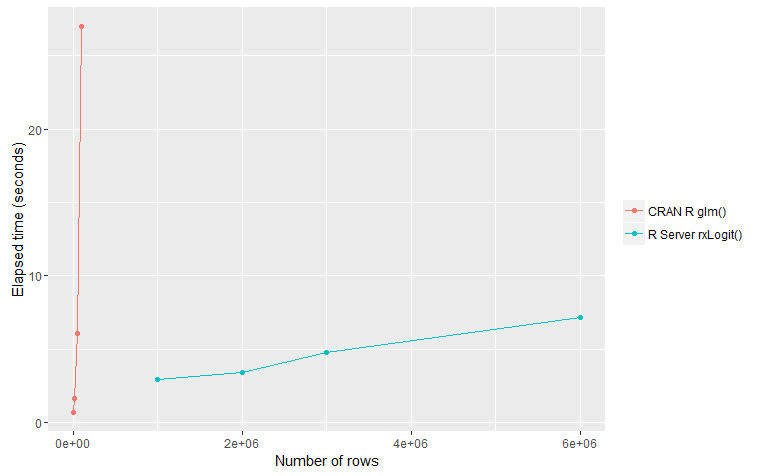 Elapsed time (seconds)
20
10
0
0e+00
2e+06
4e+06
6e+06
Number of rows
CRAN R glm()
R Server rxLogit()